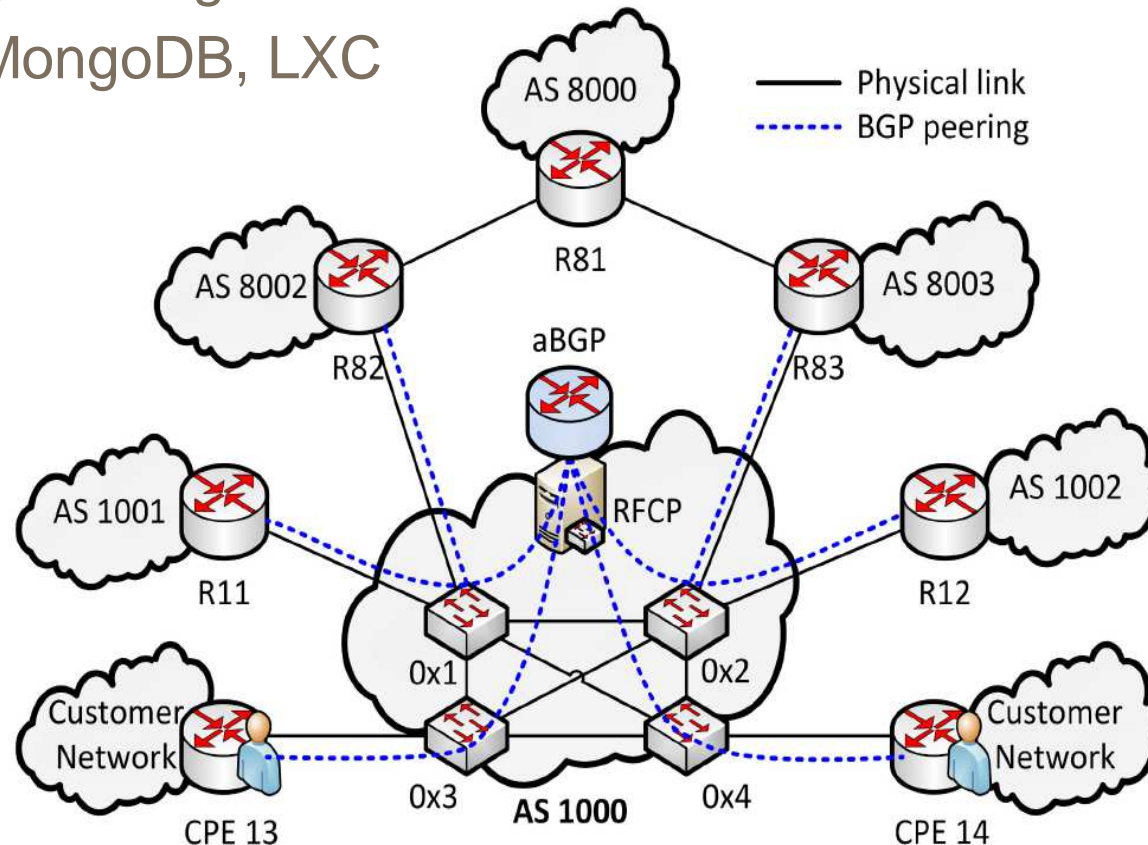 MongoDB, LXC
AS 8000
Physical link
BGP peering
R81
AS 8002
AS 8003
aBGP
R82
R83
AS 1001
RFCP
AS 1002
R11
R12
0x1
0x2
Customer
Network
Customer
Network
0x3
AS 1000
0x4
CPE 13
CPE 14